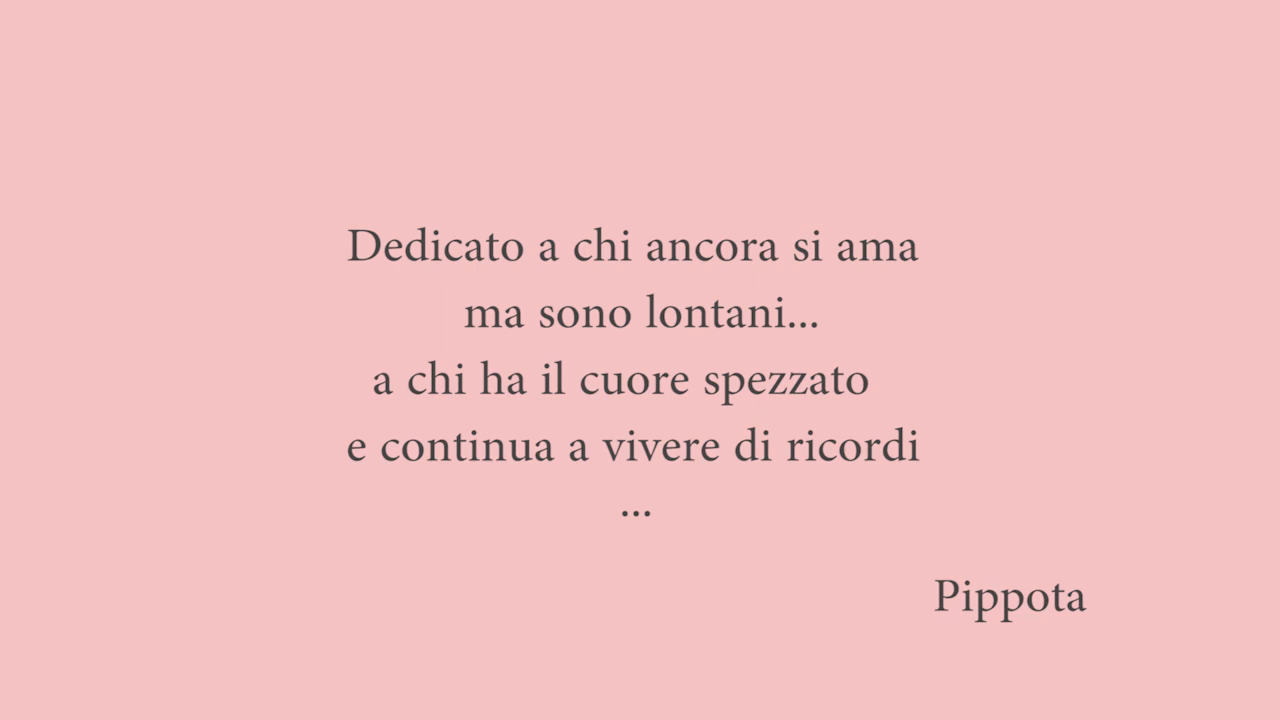 Dedicato a chi ancora si ama
ma sono lontani...
a chi ha il cuore spezzato
e continua a vivere di ricordi
...
Pippota